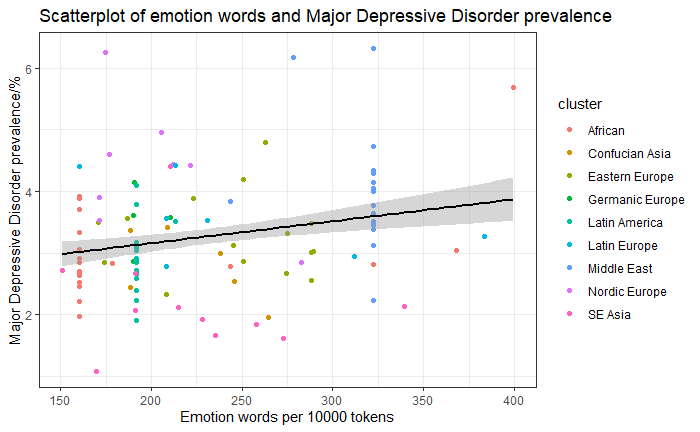 Scatterplot of emotion words and Major Depressive Disorder prevalence
Major Depressive Disorder prevalence/%
6
4
2
150 200 250 300 350 400
Emotion words per 10000 tokens
cluster
African
Confucian Asia
Eastern Europe
Germanic Europe
Latin America
Latin Europe
Middle East
Nordic Europe
SE Asia